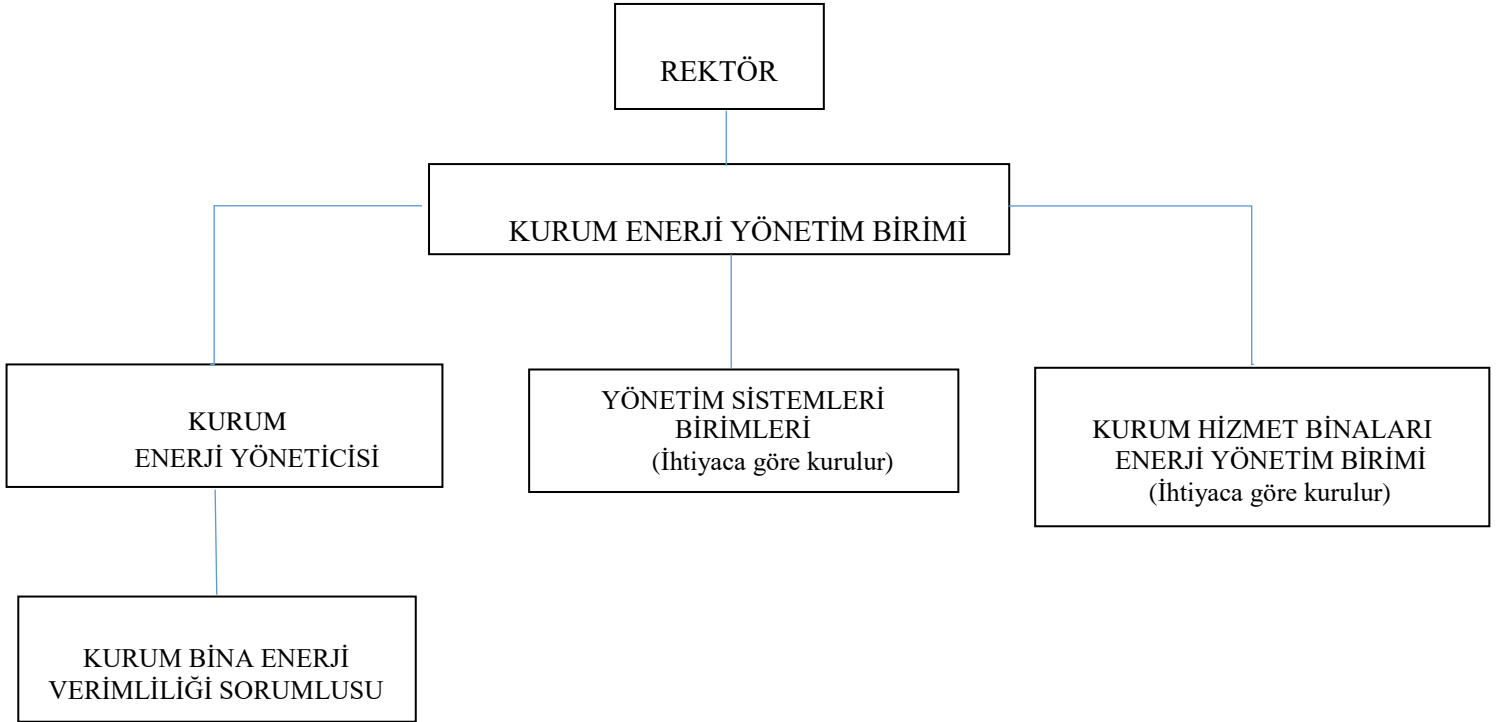 REKTÖR
KURUM ENERJİ YÖNETİM BİRİMİ
KURUM
ENERJİ YÖNETİCİSİ
YÖNETİM SİSTEMLERİ
BİRİMLERİ
(İhtiyaca göre kurulur)
KURUM HİZMET BİNALARI
ENERJİ YÖNETİM BİRİMİ
(İhtiyaca göre kurulur)
KURUM BİNA ENERJİ
VERİMLİLİĞİ SORUMLUSU